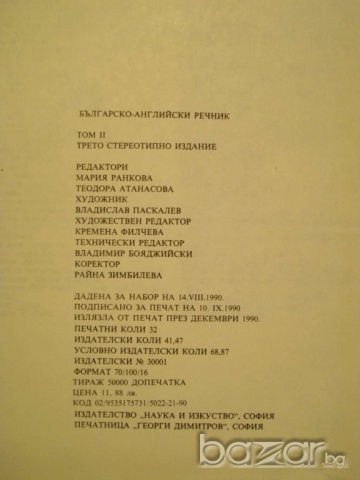 БЪЛГАРСКО-АНГЛИЙСКИ РЕЧНИК
ТОМ II
ТРЕТО СТЕРЕОТИПНО ИЗДАНИЕ
РЕДАКТОРИ
МАРИЯ РАНКОВА
ТЕОДОРА АТАНАСОВА
ХУДОЖНИК
ВЛАДИСЛАВ ПАСКАЛЕВ
ХУДОЖЕСТВЕН РЕДАКТОР
КРЕМЕНА ФИЛЧЕВА
ТЕХНИЧЕСКИ РЕДАКТОР
ВЛАДИМИР БОЯДЖИЙСКИ
КОРЕКТОР
РАЙНА ЗИМБИЛЕВА
ДАДЕНА ЗА НАБОР НА 14.VIII.1990.
ПОДПИСАНО ЗА ПЕЧАТ НА 10. IX.1990
ИЗЛЯЗЛА ОТ ПЕЧАТ ПРЕЗ ДЕКЕМВРИ 1990.
ПЕЧАТНИ КОЛИ 32
ИЗДАТЕЛСКИ КОЛИ 41,47
УСЛОВНО ИЗДАТЕЛСКИ КОЛИ 68,87
ИЗДАТЕЛСКИ № 30001
ФОРМАТ 70/100/16
ТИРАЖ 50000 ДОПЕЧАТКА
ЦЕНА 11, 88 лв.
КОД 02/9535175731/5022-21-90
ИЗДАТЕЛСТВО „НАУКА И ИЗКУСТВО", СОФИЯ
ПЕЧАТНИЦА „ГЕОРГИ ДИМИТРОВ", СОФИЯ
bazar.bg